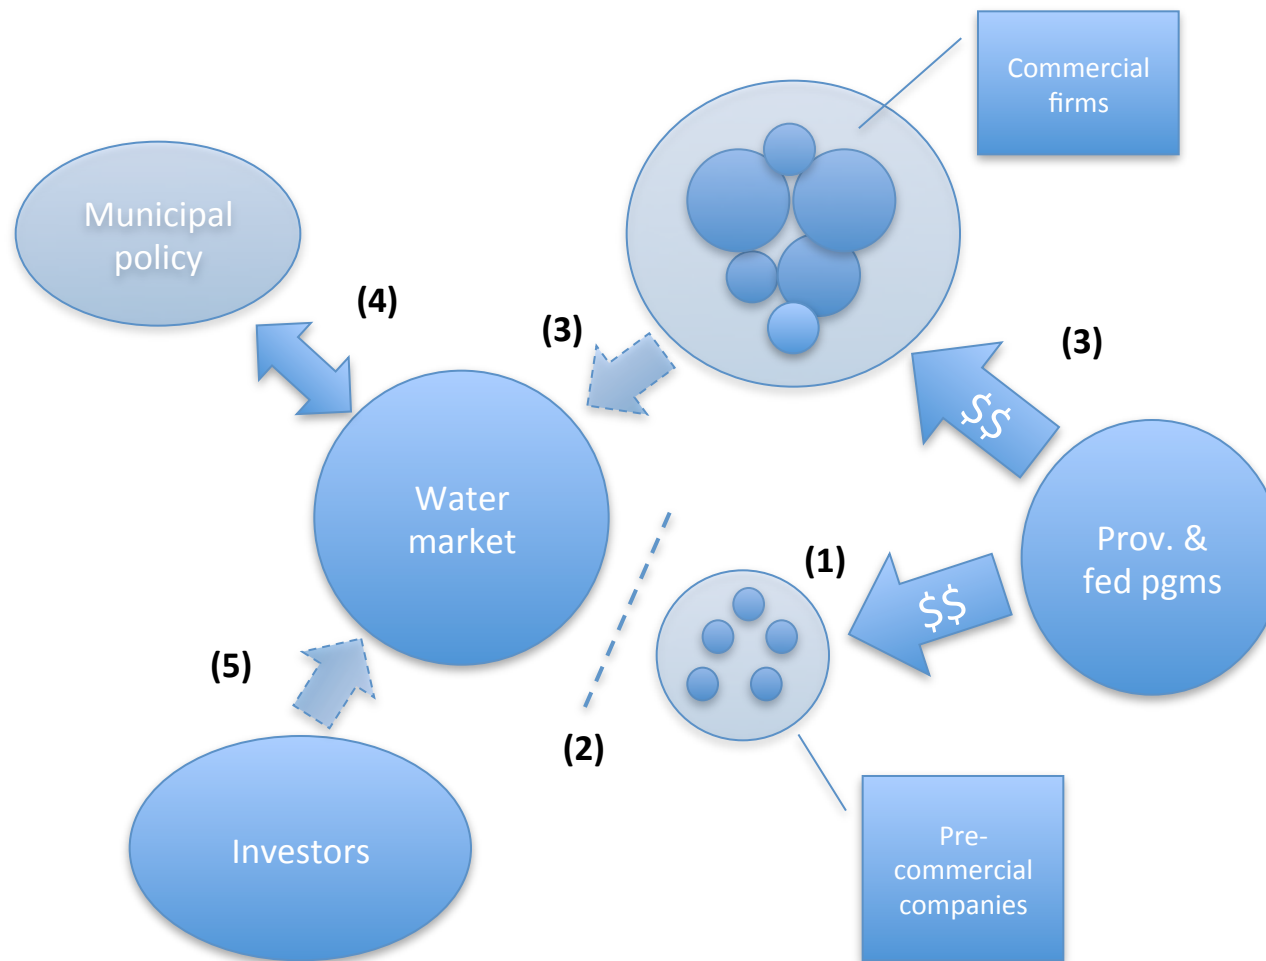 Commercial
firms
Municipal
policy
(4)
(3)
(3)
$$
Water
market
Prov. &
fed pgms
(1)
$$
(5)
(2)
Investors
Pre-
commercial
companies